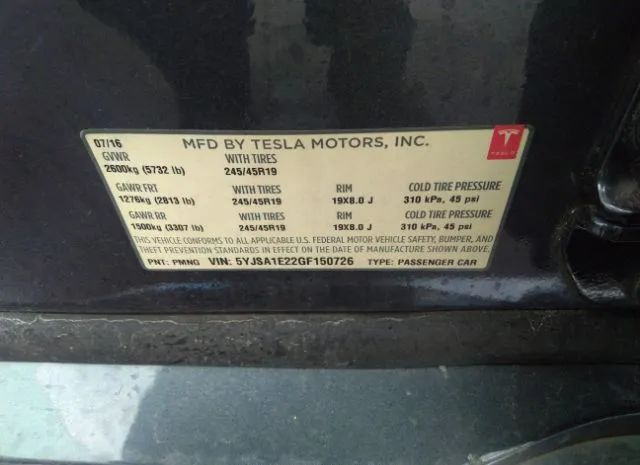 07/16 MFD BY TESLA MOTORS, INC. TESLA
GVWR WITH TIRES
2600kg (5732 lb) 245/45R19
GAWR FRT WITH TIRES RIM COLD TIRE PRESSURE
1276kg (2813 lb) 245/45R19 19X8.0 J 310 kPa, 45 psi
GAWR RR WITH TIRES RIM COLD TIRE PRESSURE
1500kg (3307 lb) 245/45R19 19X8.0 J 310 kPa, 45 psi
THIS VEHICLE CONFORMS TO ALL APPLICABLE U.S. FEDERAL MOTOR VEHICLE SAFETY, BUMPER, AND
THEFT PREVENTION STANDARDS IN EFFECT ON THE DATE OF MANUFACTURE SHOWN ABOVE.
PNT: PMNG VIN: 5YJSA1E22GF150726 TYPE: PASSENGER CAR